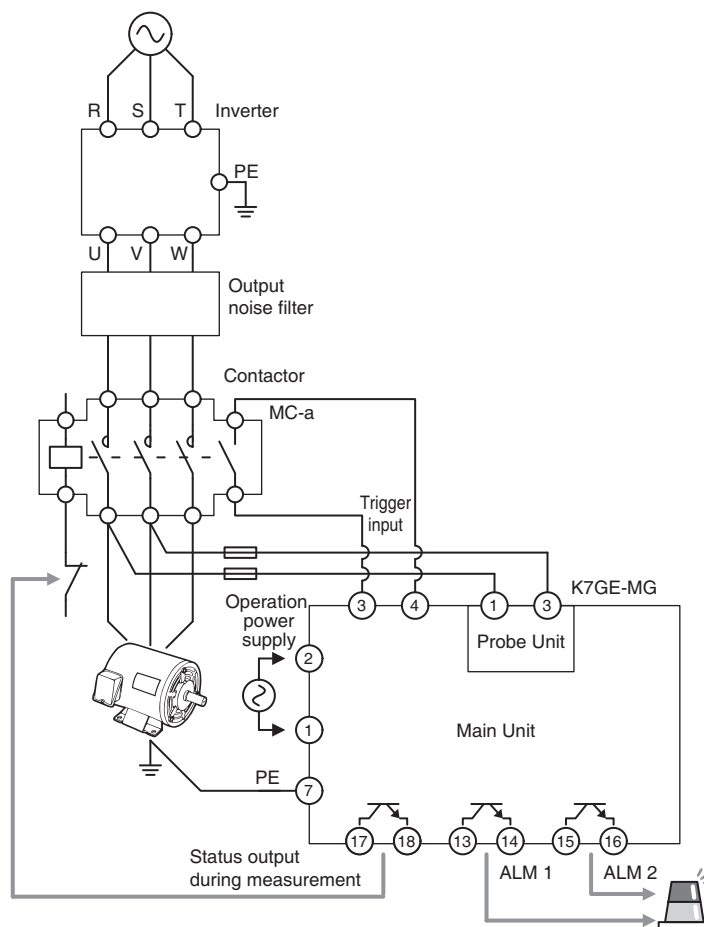 R S T Inverter
PE
U V W
Output
noise filter
Contactor
MC-a
Trigger
input
K7GE-MG
Operation
power
supply
3 4 1 3
Probe Unit
2
1
Main Unit
PE
7
17 18 13 14 15 16
Status output
during measurement
ALM 1 ALM 2